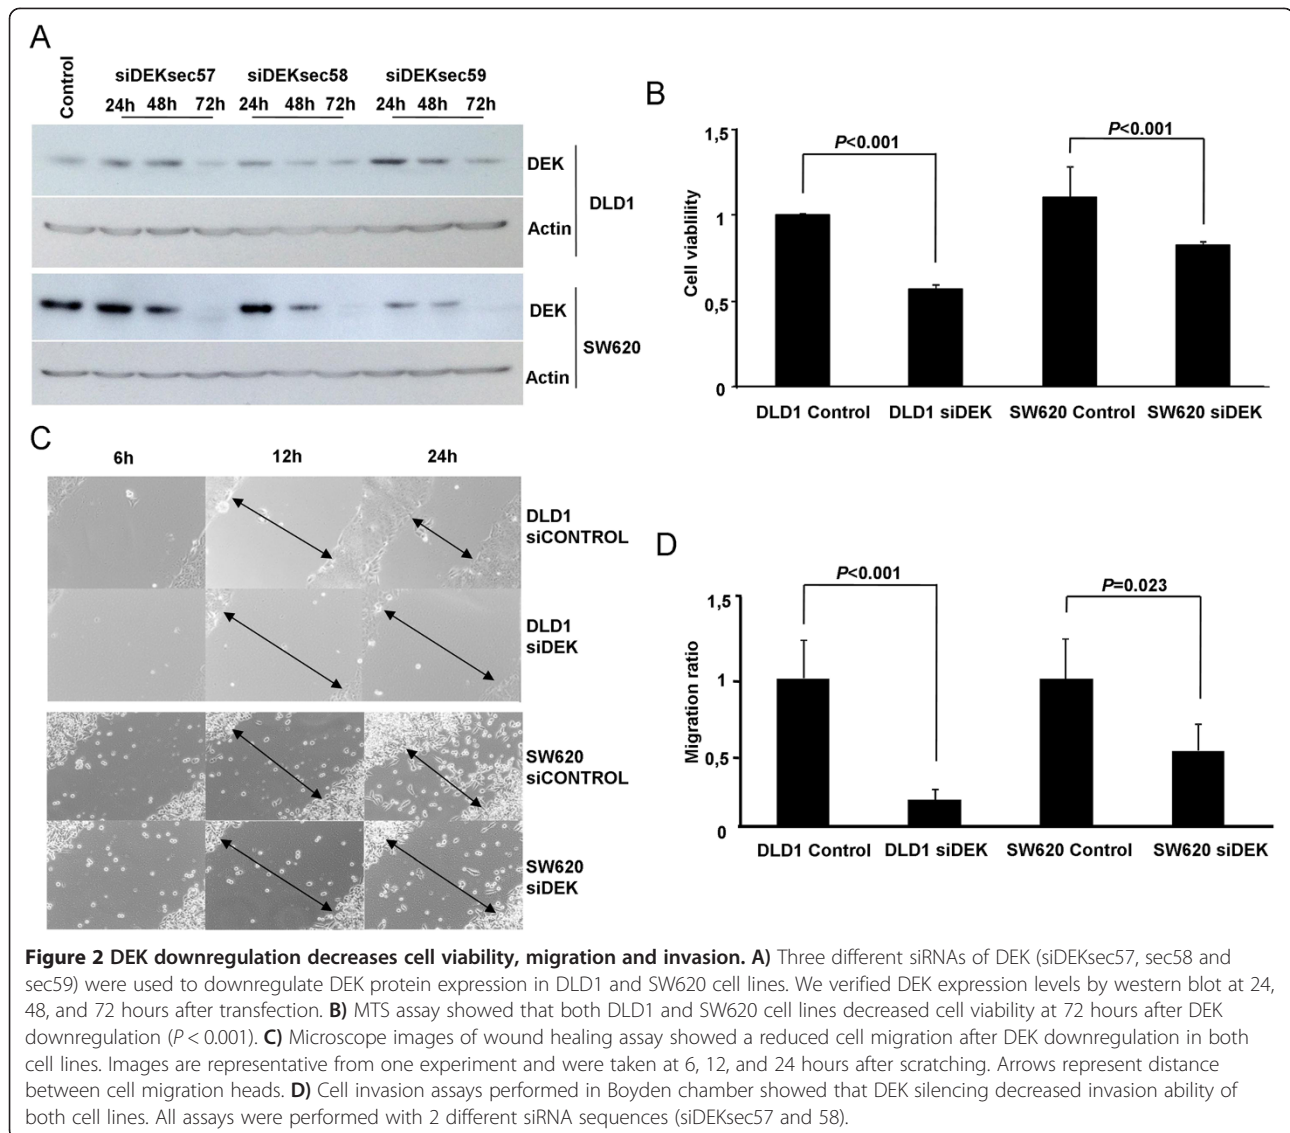 A
Control
siDEKsec57 siDEKsec58 siDEKsec59
24h 48h 72h 24h 48h 72h 24h 48h 72h
DEK
Actin
DLD1
DEK
Actin
SW620
B
Cell viablility
1,5
1
0,5
0
P<0.001
P<0.001
DLD1 Control DLD1 siDEK SW620 Control SW620 siDEK
C
6h 12h 24h
DLD1
siCONTROL
DLD1
siDEK
SW620
siCONTROL
SW620
siDEK
D
Migration ratio
1,5
1
0,5
0
P<0.001
P=0.023
DLD1 Control DLD1 siDEK SW620 Control SW620 siDEK
Figure 2 DEK downregulation decreases cell viability, migration and invasion. A) Three different siRNAs of DEK (siDEKsec57, sec58 and
sec59) were used to downregulate DEK protein expression in DLD1 and SW620 cell lines. We verified DEK expression levels by western blot at 24,
48, and 72 hours after transfection. B) MTS assay showed that both DLD1 and SW620 cell lines decreased cell viability at 72 hours after DEK
downregulation (P < 0.001). C) Microscope images of wound healing assay showed a reduced cell migration after DEK downregulation in both
cell lines. Images are representative from one experiment and were taken at 6, 12, and 24 hours after scratching. Arrows represent distance
between cell migration heads. D) Cell invasion assays performed in Boyden chamber showed that DEK silencing decreased invasion ability of
both cell lines. All assays were performed with 2 different siRNA sequences (siDEKsec57 and 58).